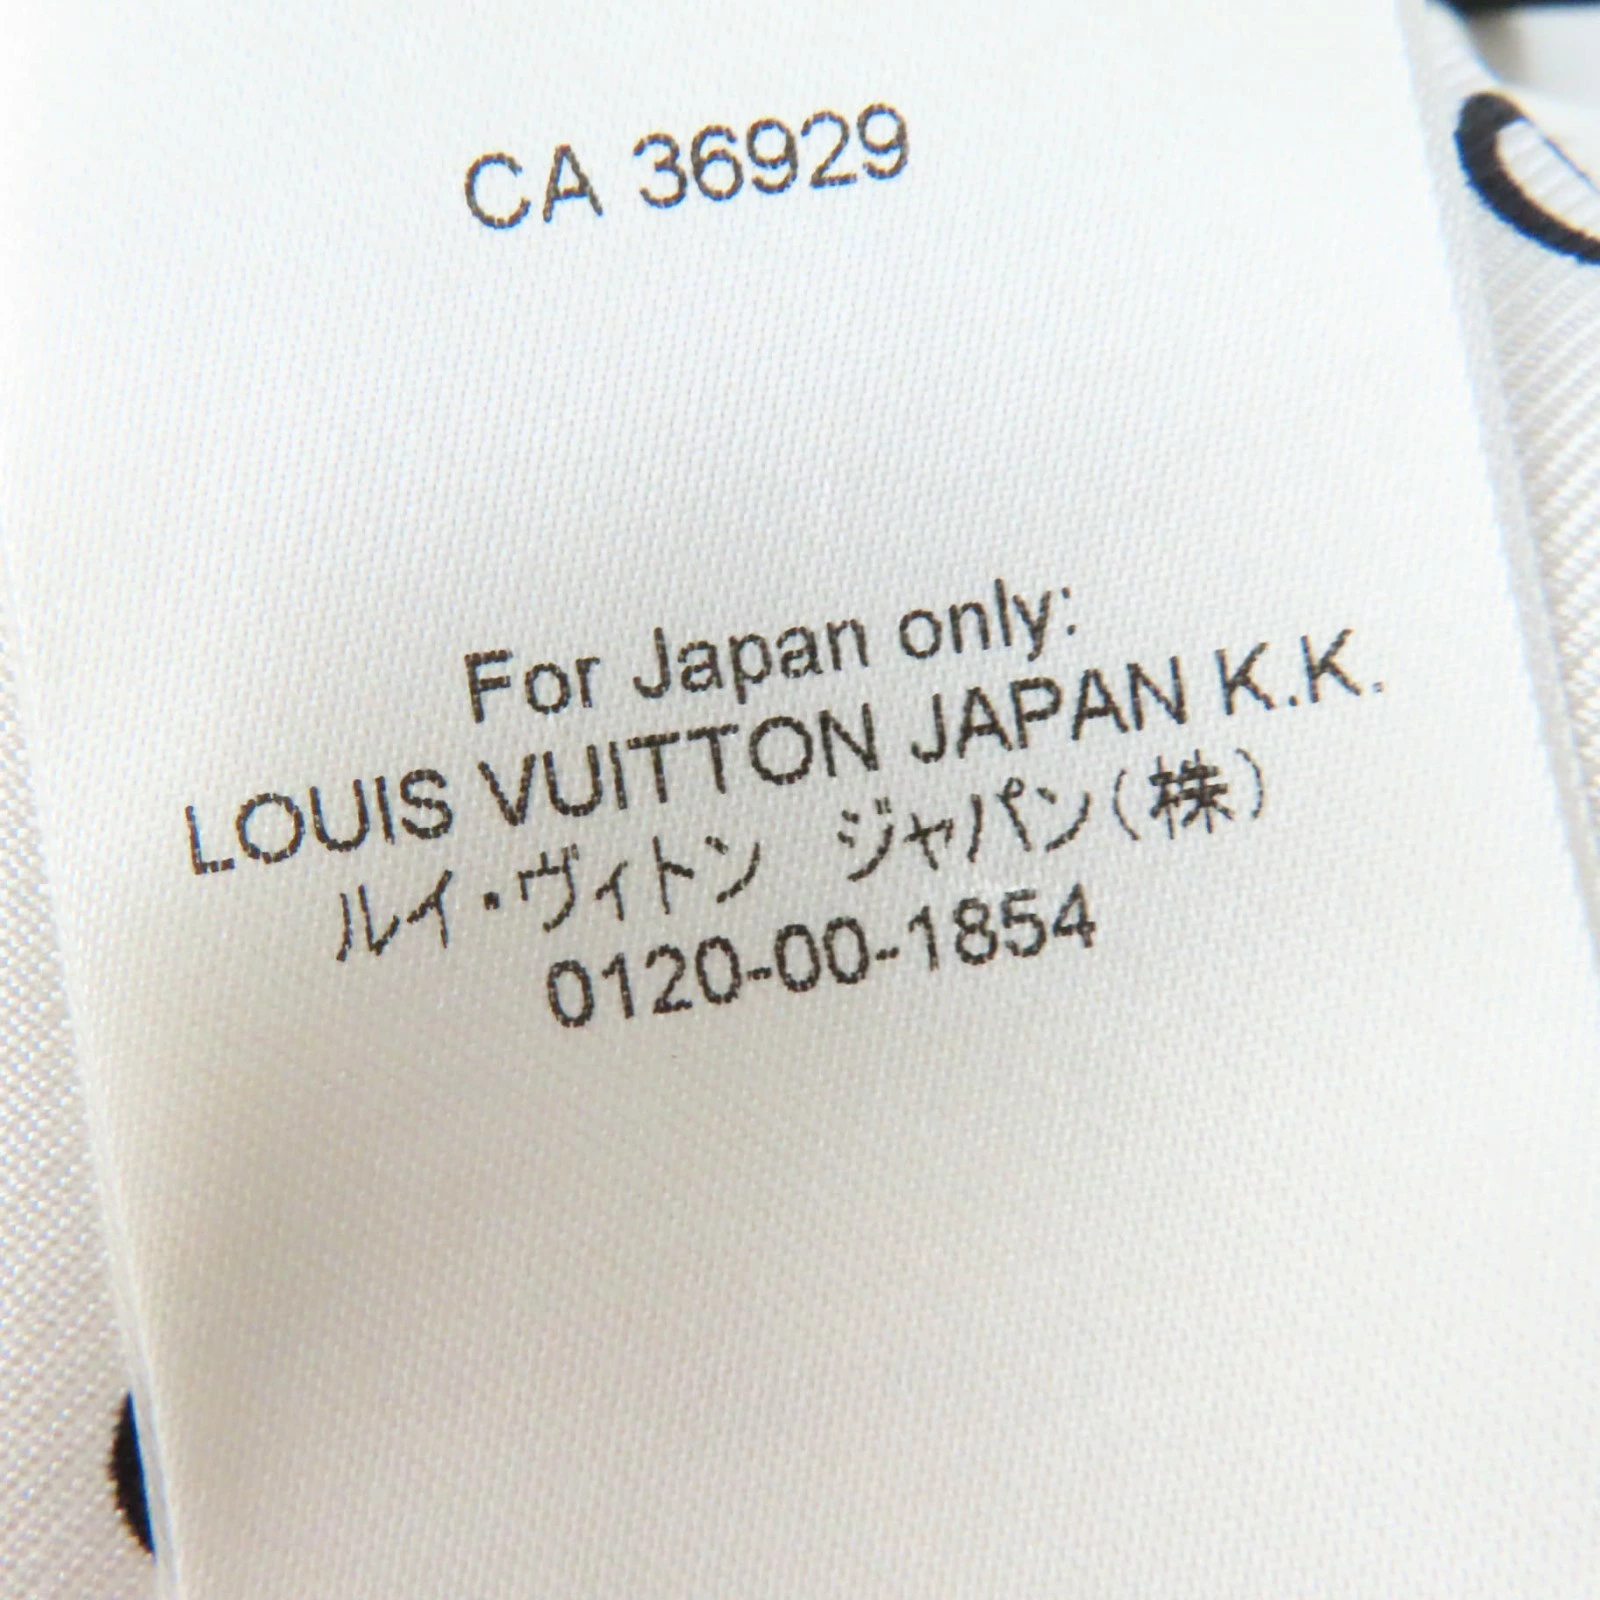 CA 36929
For Japan only:
LOUIS VUITTON JAPAN K.K.
ルイ・ヴィトン　ジャパン(株)
0120-00-1854